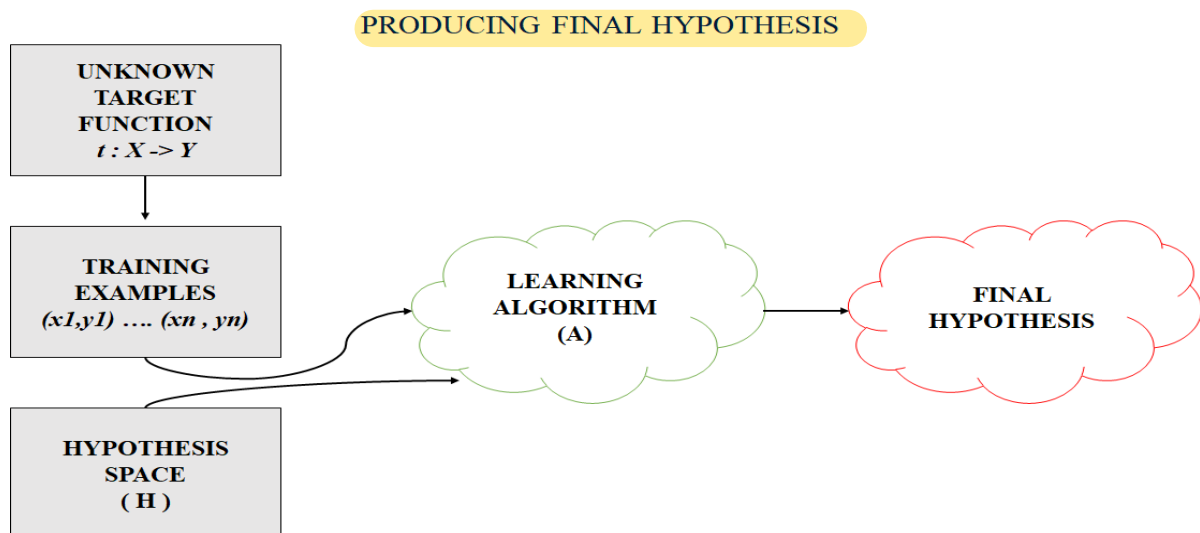 PRODUCING FINAL HYPOTHESIS
UNKNOWN
TARGET
FUNCTION
t : X -> Y
TRAINING
EXAMPLES
(x1,y1) .... (xn , yn)
HYPOTHESIS
SPACE
( H )
LEARNING
ALGORITHM
(A)
FINAL
HYPOTHESIS